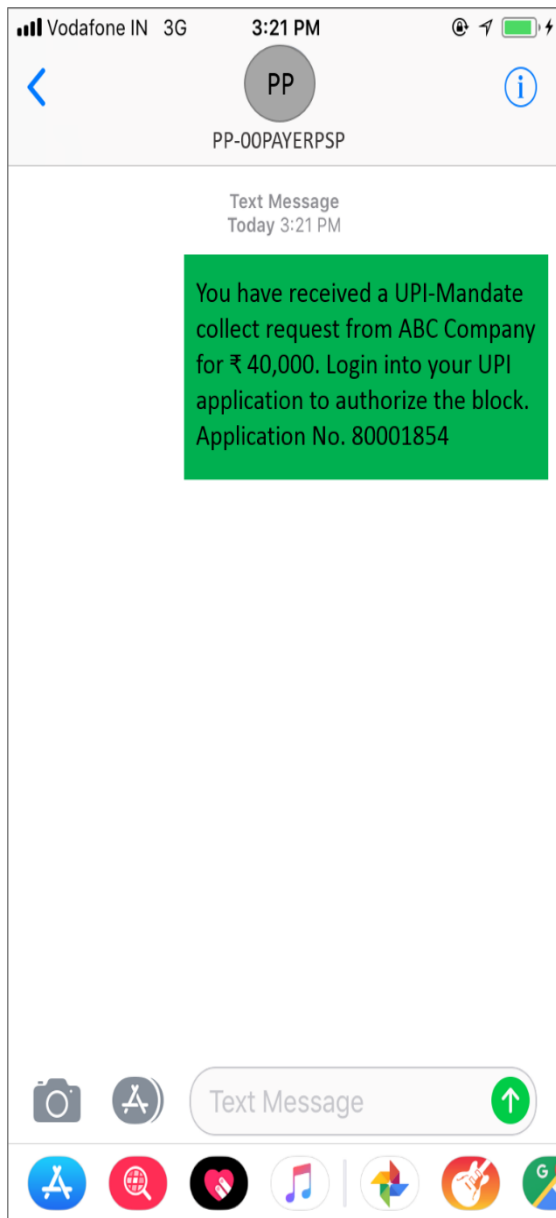 Vodafone IN 3G 3:21 PM
PP
PP-00PAYERPSP
Text Message
Today 3:21 PM
You have received a UPI-Mandate
collect request from ABC Company
for ₹ 40,000. Login into your UPI
application to authorize the block.
Application No. 80001854
Text Message
G